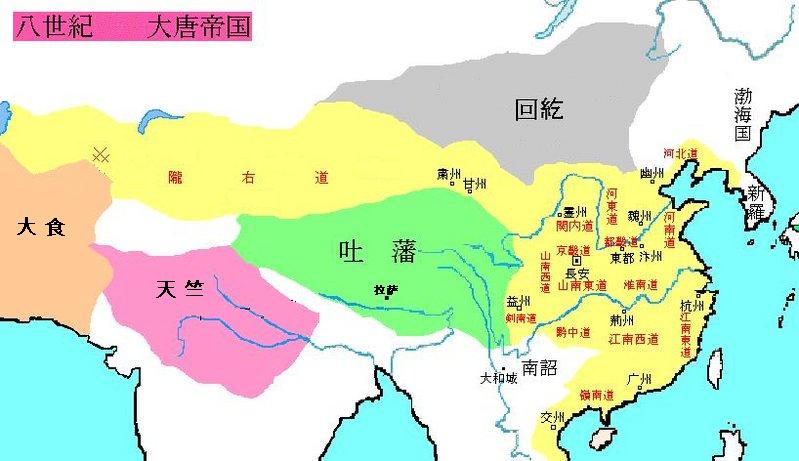 八世紀 大唐帝国
回紇
渤海国
河北道
幽州
新羅
隴右道
肅州
甘州
霊州
関内道
河東道
魏州
河南道
大食
吐藩
京畿道
長安
都畿道
東都
汴州
山南西道
山南東道
淮南道
天竺
拉萨
益州
剣南道
荊州
杭州
黔中道
江南西道
江南東道
南詔
大和城
广州
嶺南道
交州